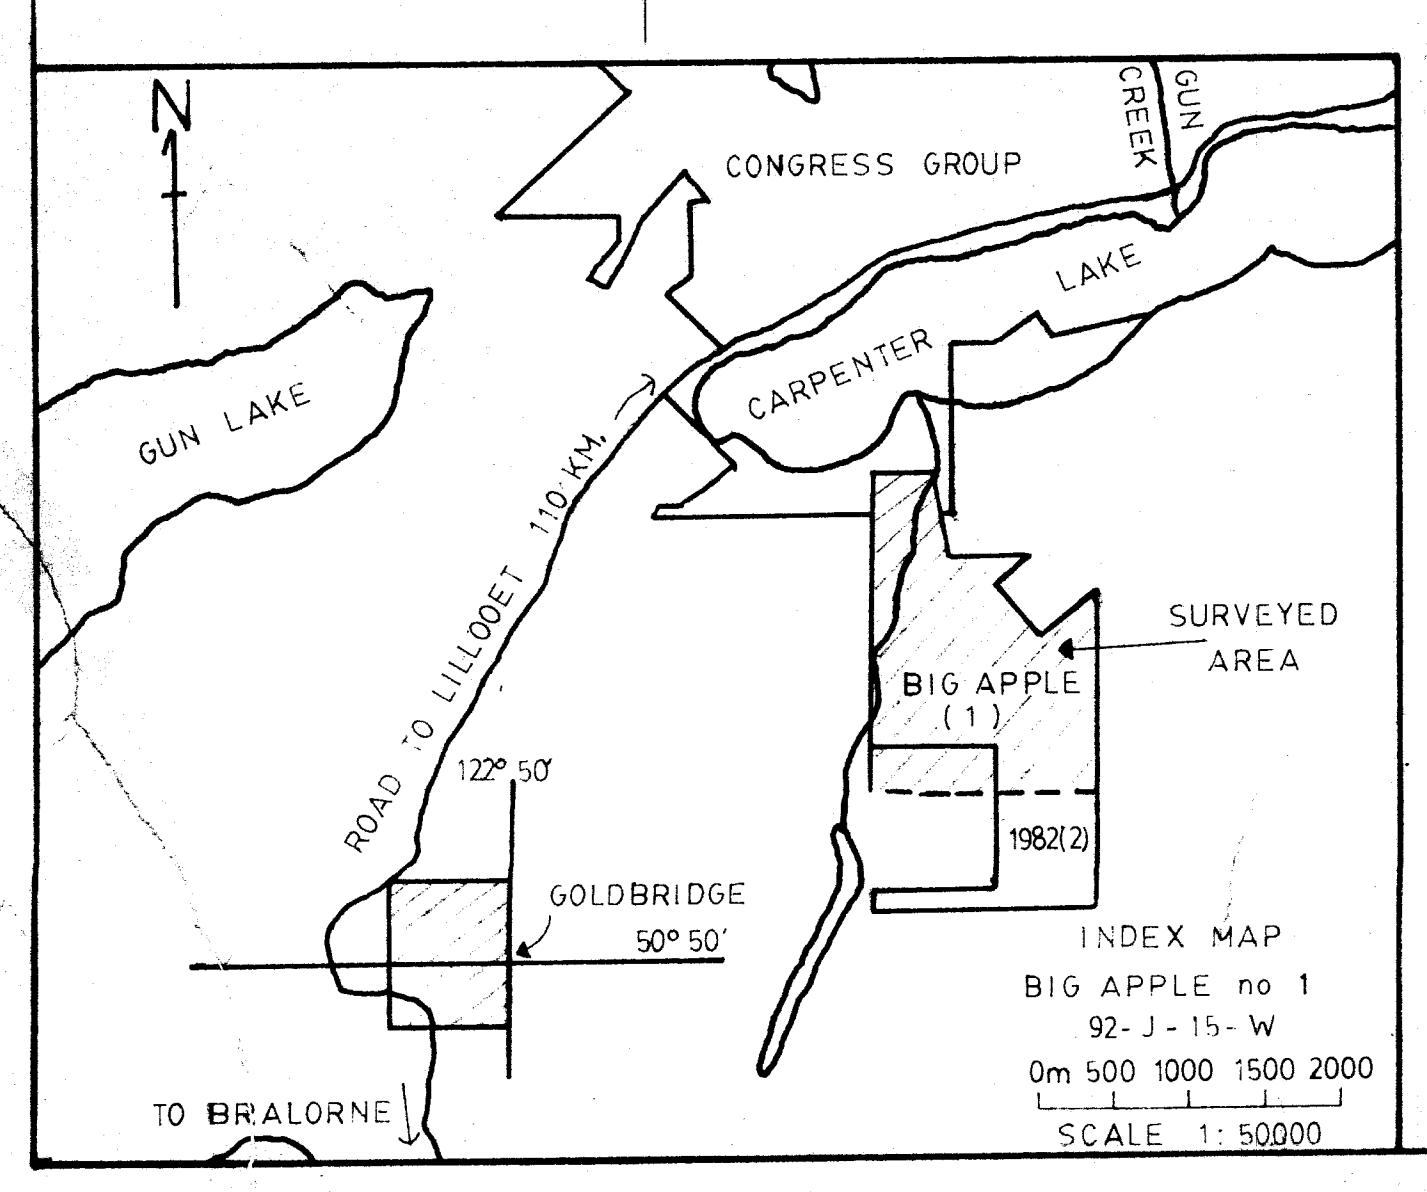 N
GUN
CREEK
CONGRESS GROUP
LAKE
CARPENTER
GUN LAKE
ROAD TO LILLOOET 110 KM.
SURVEYED
AREA
BIG APPLE
(1)
122° 50'
1982(2)
GOLDBRIDGE
50° 50'
INDEX MAP
BIG APPLE no 1
92-J-15-W
0m 500 1000 1500 2000
SCALE 1:50000
TO BRALORNE